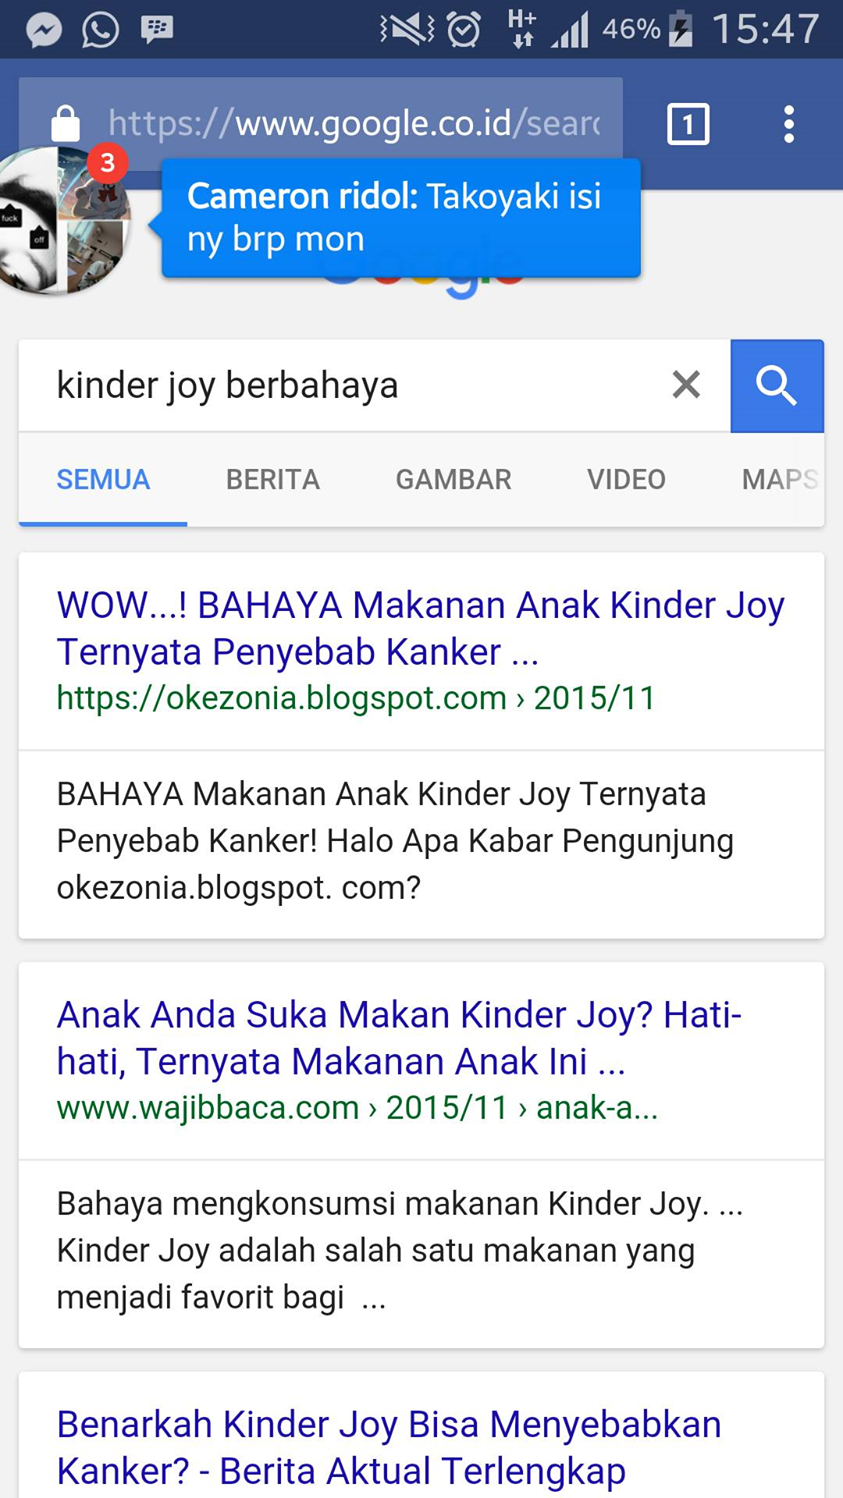 H+
46%
15:47
https://www.google.co.id/searc
1
3
fuck
off
Cameron ridol: Takoyaki isi
ny brp mon
Google
kinder joy berbahaya
SEMUA BERITA GAMBAR VIDEO MAPS
WOW...! BAHAYA Makanan Anak Kinder Joy
Ternyata Penyebab Kanker ...
https://okezonia.blogspot.com › 2015/11
BAHAYA Makanan Anak Kinder Joy Ternyata
Penyebab Kanker! Halo Apa Kabar Pengunjung
okezonia.blogspot. com?
Anak Anda Suka Makan Kinder Joy? Hati-
hati, Ternyata Makanan Anak Ini ...
www.wajibbaca.com › 2015/11 › anak-a...
Bahaya mengkonsumsi makanan Kinder Joy. ...
Kinder Joy adalah salah satu makanan yang
menjadi favorit bagi ...
Benarkah Kinder Joy Bisa Menyebabkan
Kanker? - Berita Aktual Terlengkap